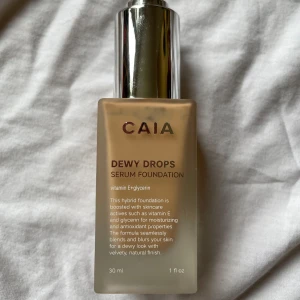 CAIA
DEWY DROPS
SERUM FOUNDATION
vitamin E+glycerin
This hybrid foundation is
boosted with skincare
actives such as vitamin E
and glycerin for moisturizing
and antioxidant properties.
The formula seamlessly
blends and blurs your skin
for a dewy look with
velvety, natural finish.
30 ml 1 fl oz